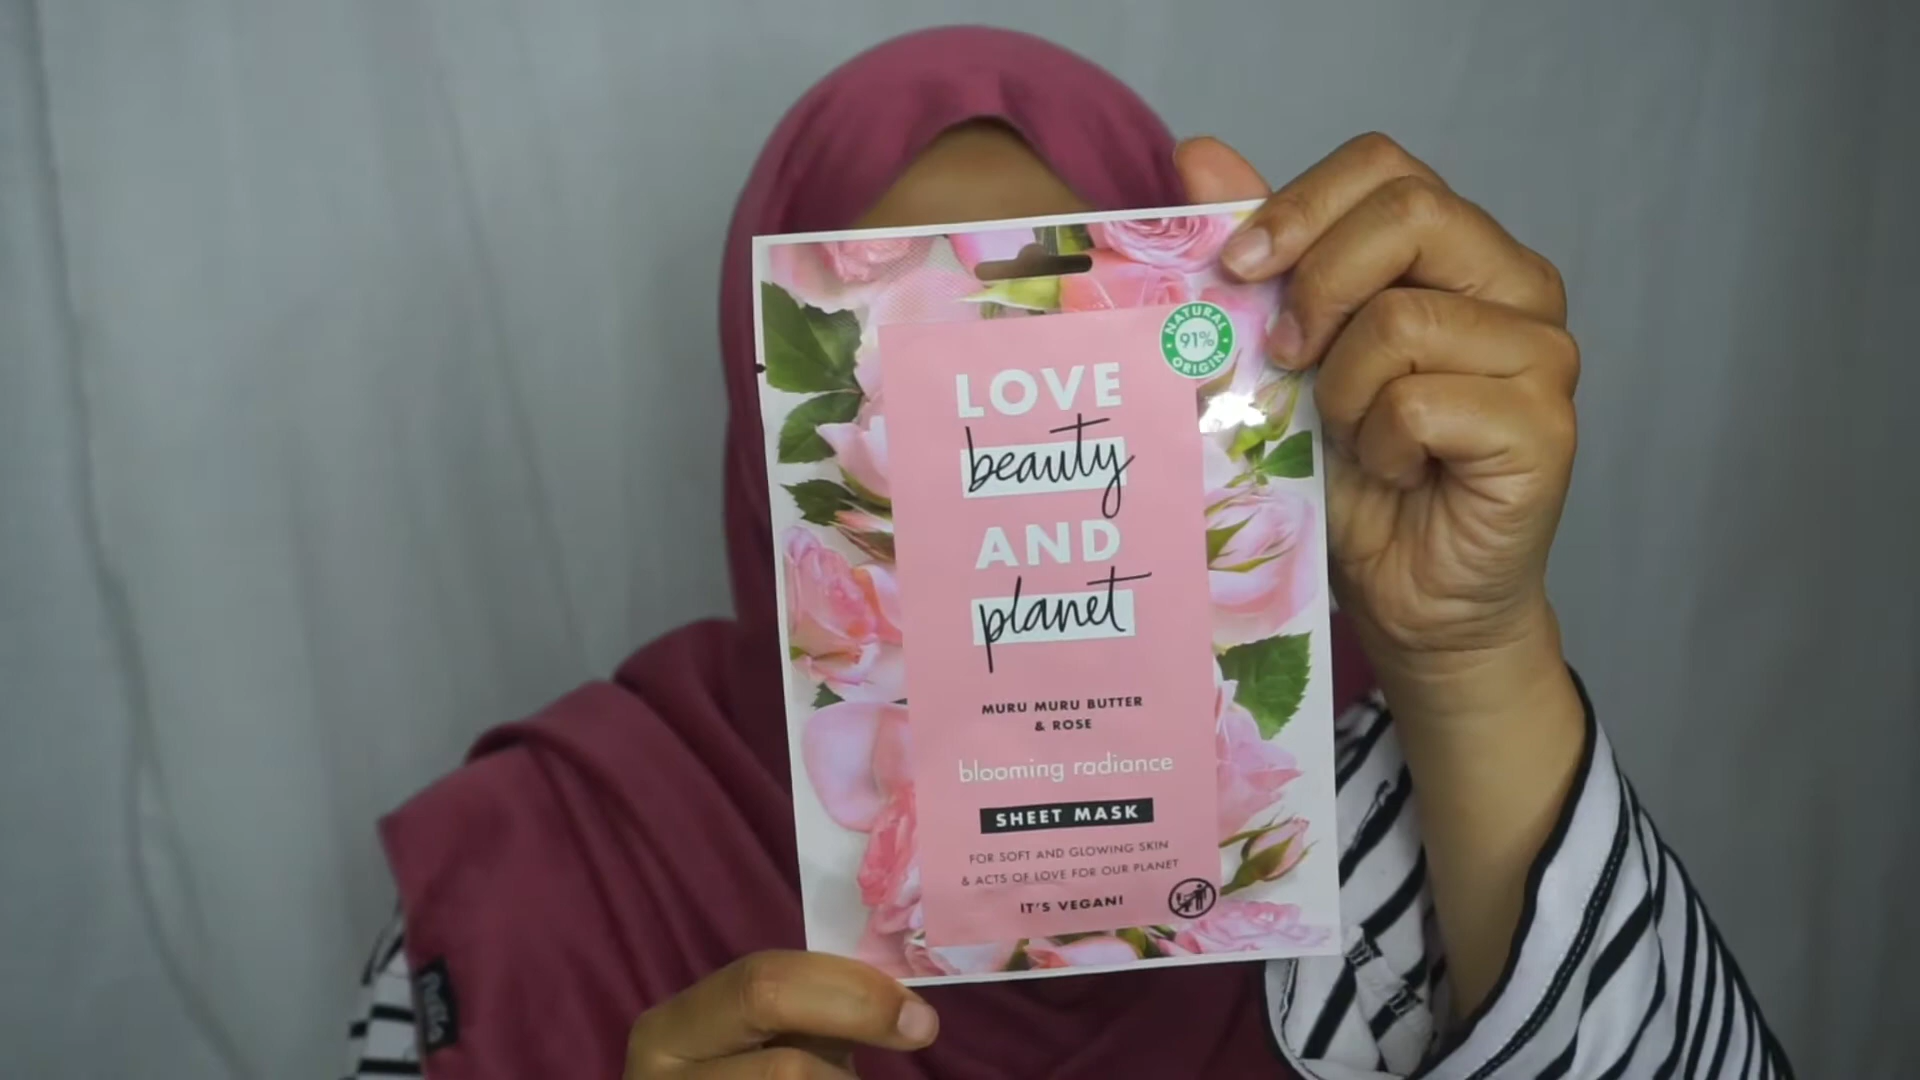 NATURAL
91%
ORIGIN
LOVE
beauty
AND
planet
MURU MURU BUTTER
& ROSE
blooming radiance
SHEET MASK
FOR SOFT AND GLOWING SKIN
& ACTS OF LOVE FOR OUR PLANET
IT'S VEGAN!